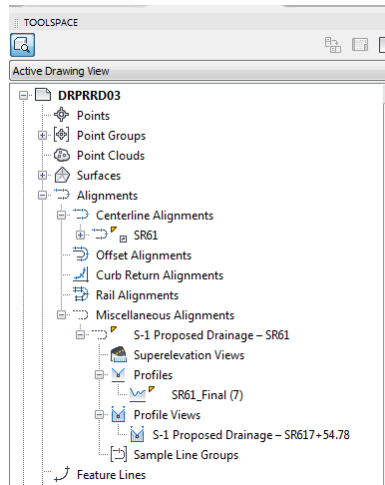 TOOLSPACE
Active Drawing View
DRPRRD03
Points
Point Groups
Point Clouds
Surfaces
Alignments
Centerline Alignments
SR61
Offset Alignments
Curb Return Alignments
Rail Alignments
Miscellaneous Alignments
S-1 Proposed Drainage – SR61
Superelevation Views
Profiles
SR61_Final (7)
Profile Views
S-1 Proposed Drainage – SR617+54.78
Sample Line Groups
Feature Lines